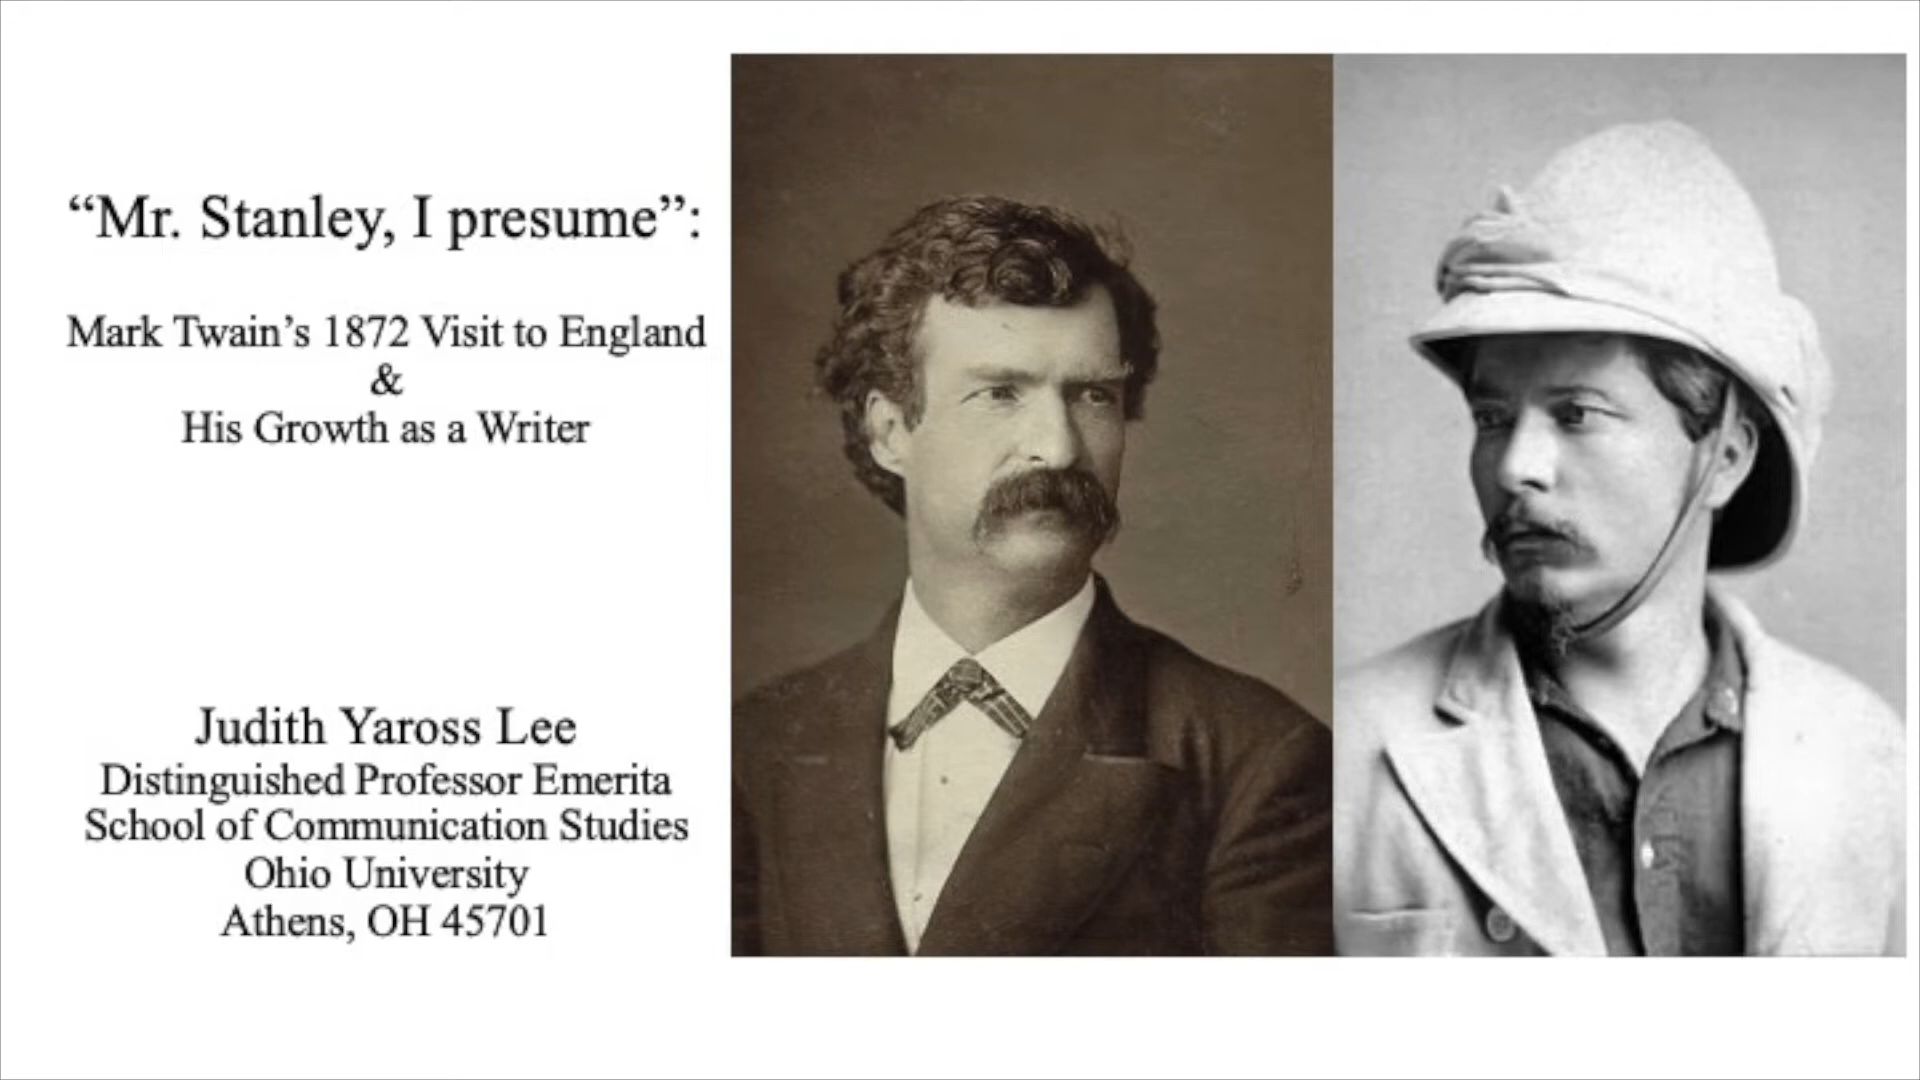 “Mr. Stanley, I presume”:
Mark Twain’s 1872 Visit to England
&
His Growth as a Writer
Judith Yaross Lee
Distinguished Professor Emerita
School of Communication Studies
Ohio University
Athens, OH 45701